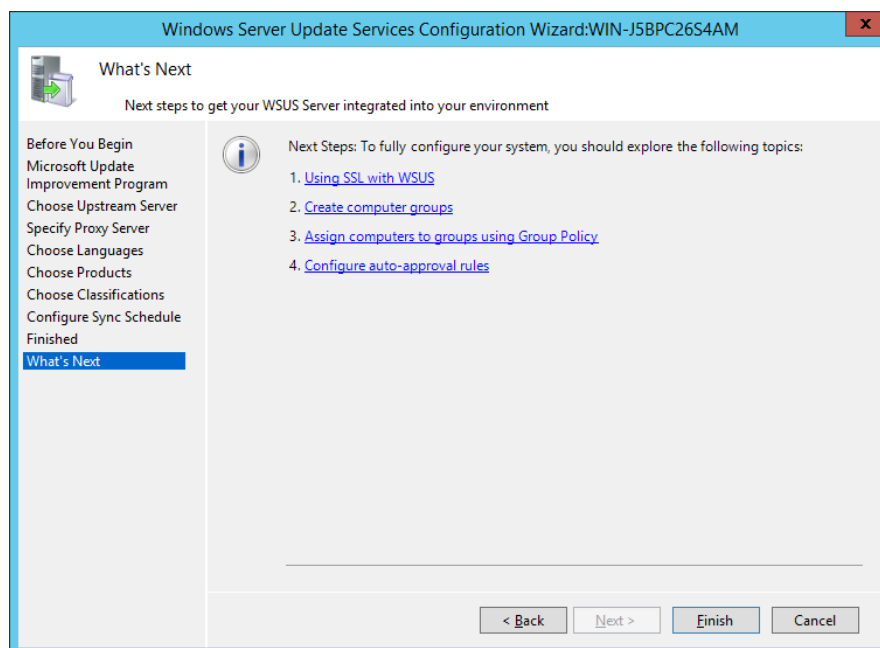 Windows Server Update Services Configuration Wizard:WIN-J5BPC26S4AM
x
What's Next
Next steps to get your WSUS Server integrated into your environment
Before You Begin
Microsoft Update
Improvement Program
Choose Upstream Server
Specify Proxy Server
Choose Languages
Choose Products
Choose Classifications
Configure Sync Schedule
Finished
What's Next
Next Steps: To fully configure your system, you should explore the following topics:
1. Using SSL with WSUS
2. Create computer groups
3. Assign computers to groups using Group Policy
4. Configure auto-approval rules
< Back
Next >
Finish
Cancel